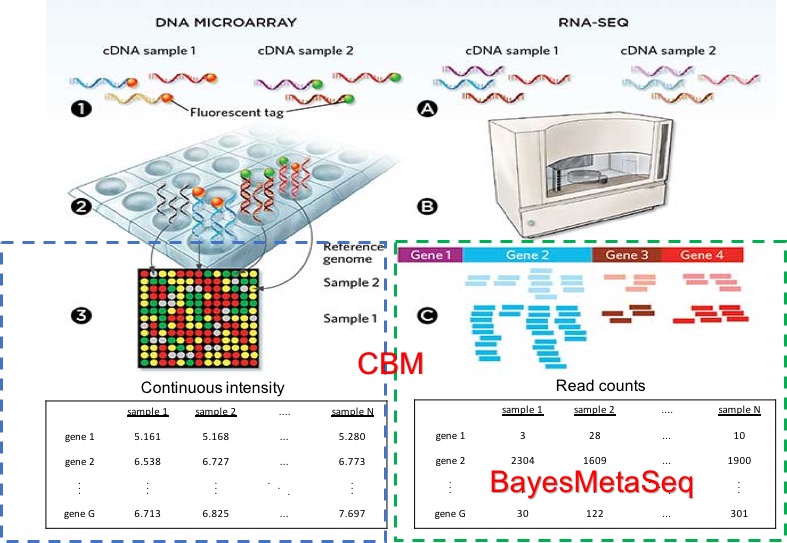 DNA MICROARRAY
cDNA sample 1 cDNA sample 2
1
Fluorescent tag
2
3
Reference
genome
Sample 2
Sample 1
Continuous intensity
sample 1 sample 2 .... sample N
gene 1 5.161 5.168 ... 5.280
gene 2 6.538 6.727 ... 6.773
gene G 6.713 6.825 ... 7.697
RNA-SEQ
cDNA sample 1 cDNA sample 2
A
B
Gene 1 Gene 2 Gene 3 Gene 4
C
CBM
Read counts
sample 1 sample 2 .... sample N
gene 1 3 28 ... 10
gene 2 2304 1609 ... 1900
BayesMetaSeq
gene G 30 122 ... 301